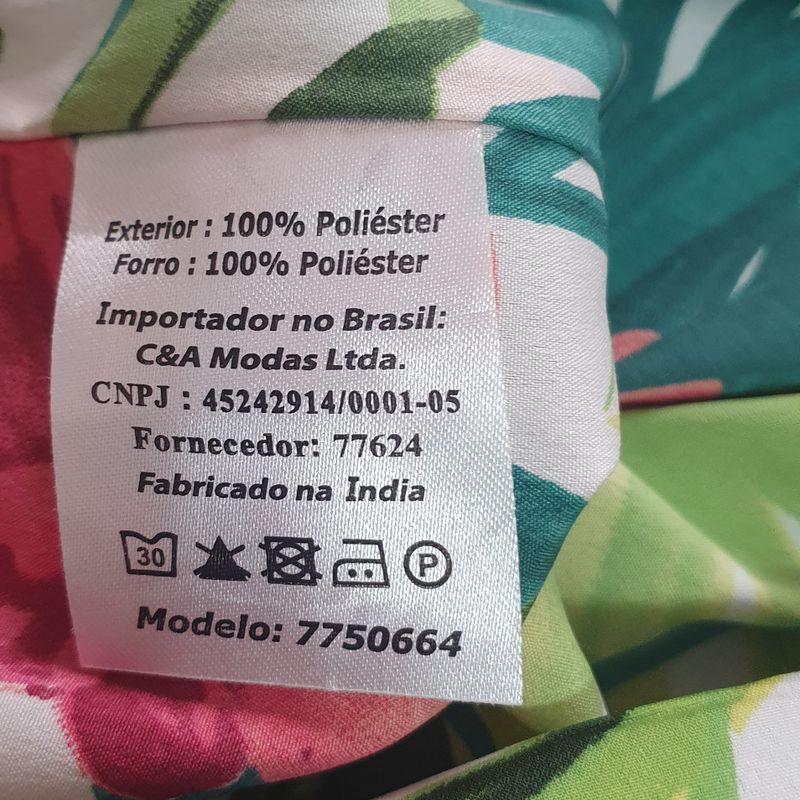 Exterior : 100% Poliéster
Forro : 100% Poliéster
Importador no Brasil:
C&A Modas Ltda.
CNPJ : 45242914/0001-05
Fornecedor: 77624
Fabricado na India
30 P
Modelo: 7750664